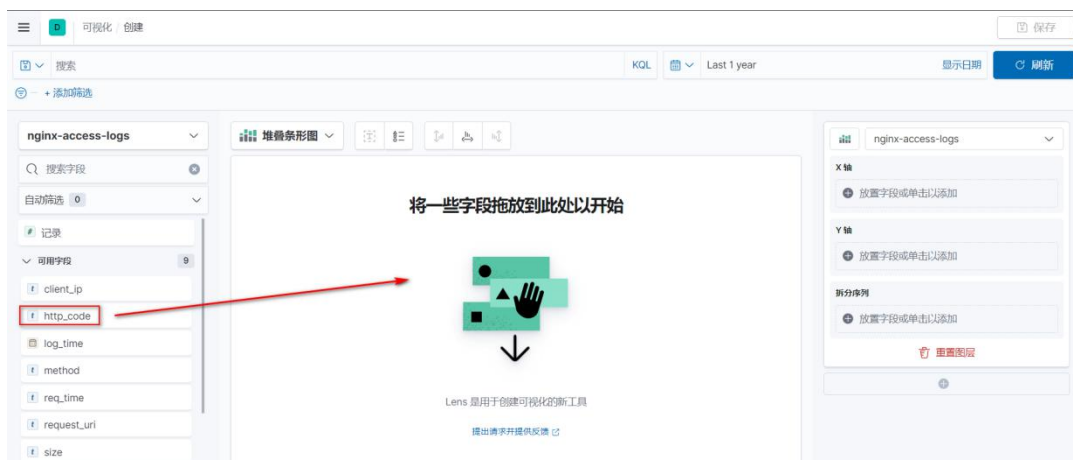 D 可视化 / 创建 保存
搜索 KQL Last 1 year 显示日期 刷新
+ 添加筛选
nginx-access-logs
搜索字段
自动筛选 0
# 记录
可用字段 9
t client_ip
t http_code
log_time
t method
t req_time
t request_uri
t size
堆叠条形图
将一些字段拖放到此处以开始
Lens 是用于创建可视化的新工具
提出请求并提供反馈
nginx-access-logs
X 轴
放置字段或单击以添加
Y 轴
放置字段或单击以添加
拆分序列
放置字段或单击以添加
重置图层